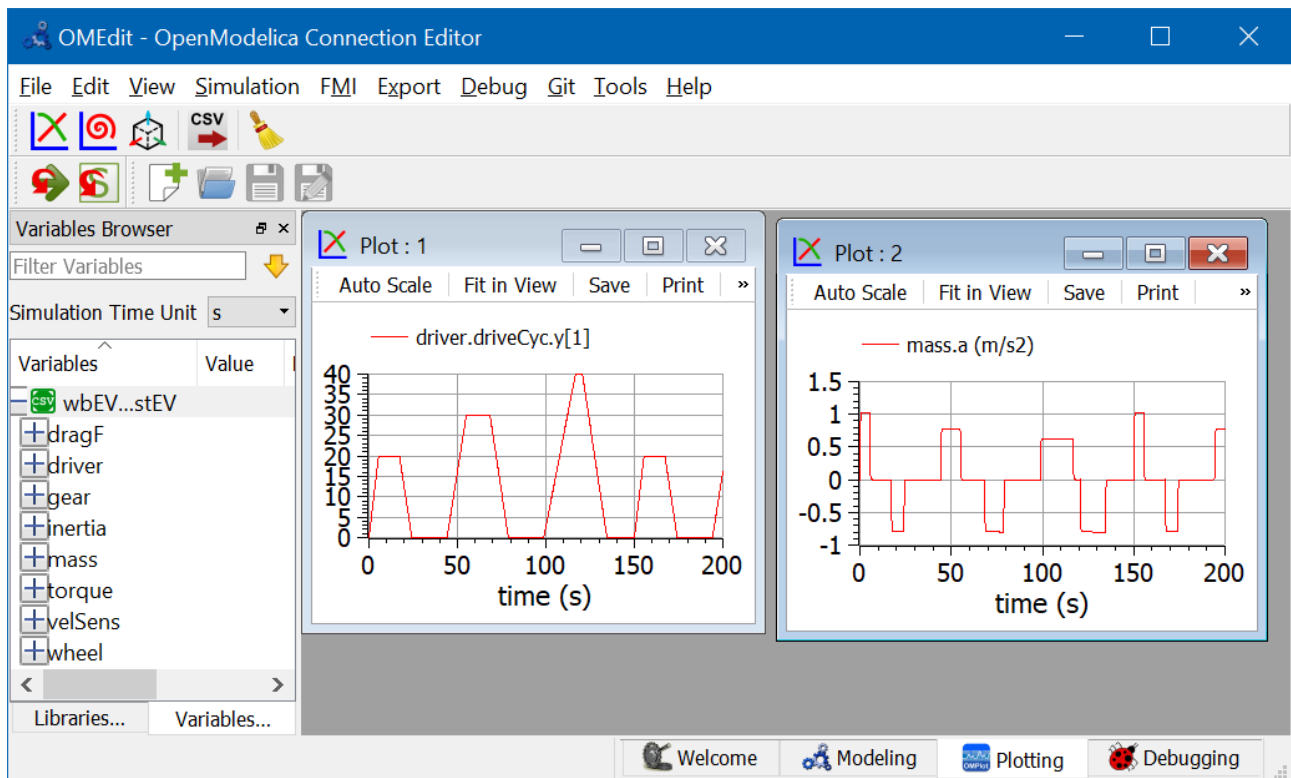 OMEdit - OpenModelica Connection Editor
File Edit View Simulation FMI Export Debug Git Tools Help
CSV
Variables Browser
Filter Variables
Simulation Time Unit s
Variables Value
CSV wbEV...stEV
dragF
driver
gear
inertia
mass
torque
velSens
wheel
Libraries... Variables...
Plot : 1
Auto Scale Fit in View Save Print »
driver.driveCyc.y[1]
40
35
30
25
20
15
10
5
0
0 50 100 150 200
time (s)
Plot : 2
Auto Scale Fit in View Save Print »
mass.a (m/s2)
1.5
1
0.5
0
-0.5
-1
0 50 100 150 200
time (s)
Welcome Modeling OMPlot Plotting Debugging